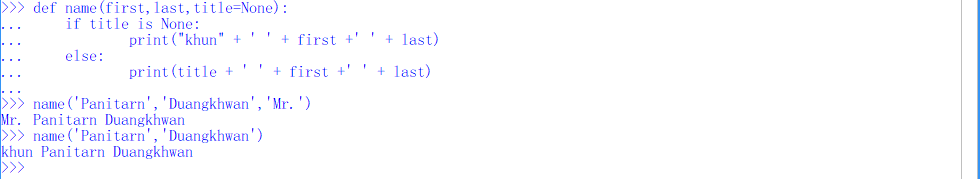 >>> def name(first,last,title=None):
...     if title is None:
...             print("khun" + ' ' + first +' ' + last)
...     else:
...             print(title + ' ' + first +' ' + last)
...
>>> name('Panitarn','Duangkhwan','Mr.')
Mr. Panitarn Duangkhwan
>>> name('Panitarn','Duangkhwan')
khun Panitarn Duangkhwan
>>>